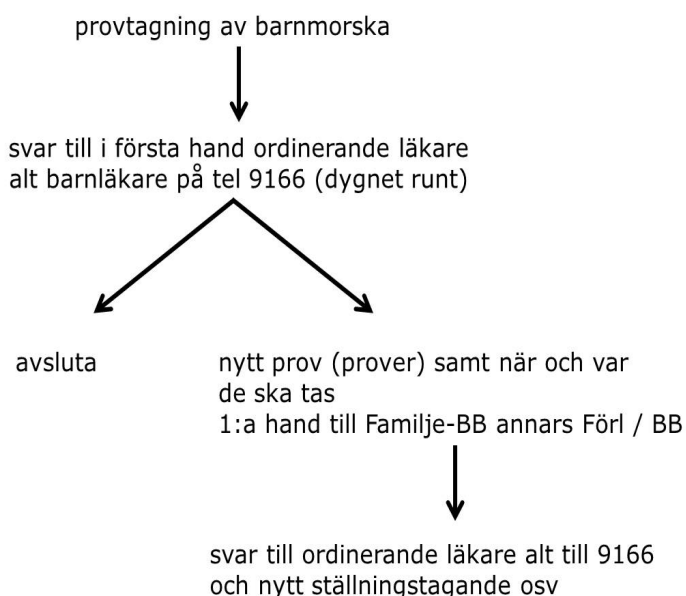 provtagning av barnmorska
svar till i första hand ordinerande läkare
alt barnläkare på tel 9166 (dygnet runt)
avsluta
nytt prov (prover) samt när och var
de ska tas
1:a hand till Familje-BB annars Förl / BB
svar till ordinerande läkare alt till 9166
och nytt ställningstagande osv